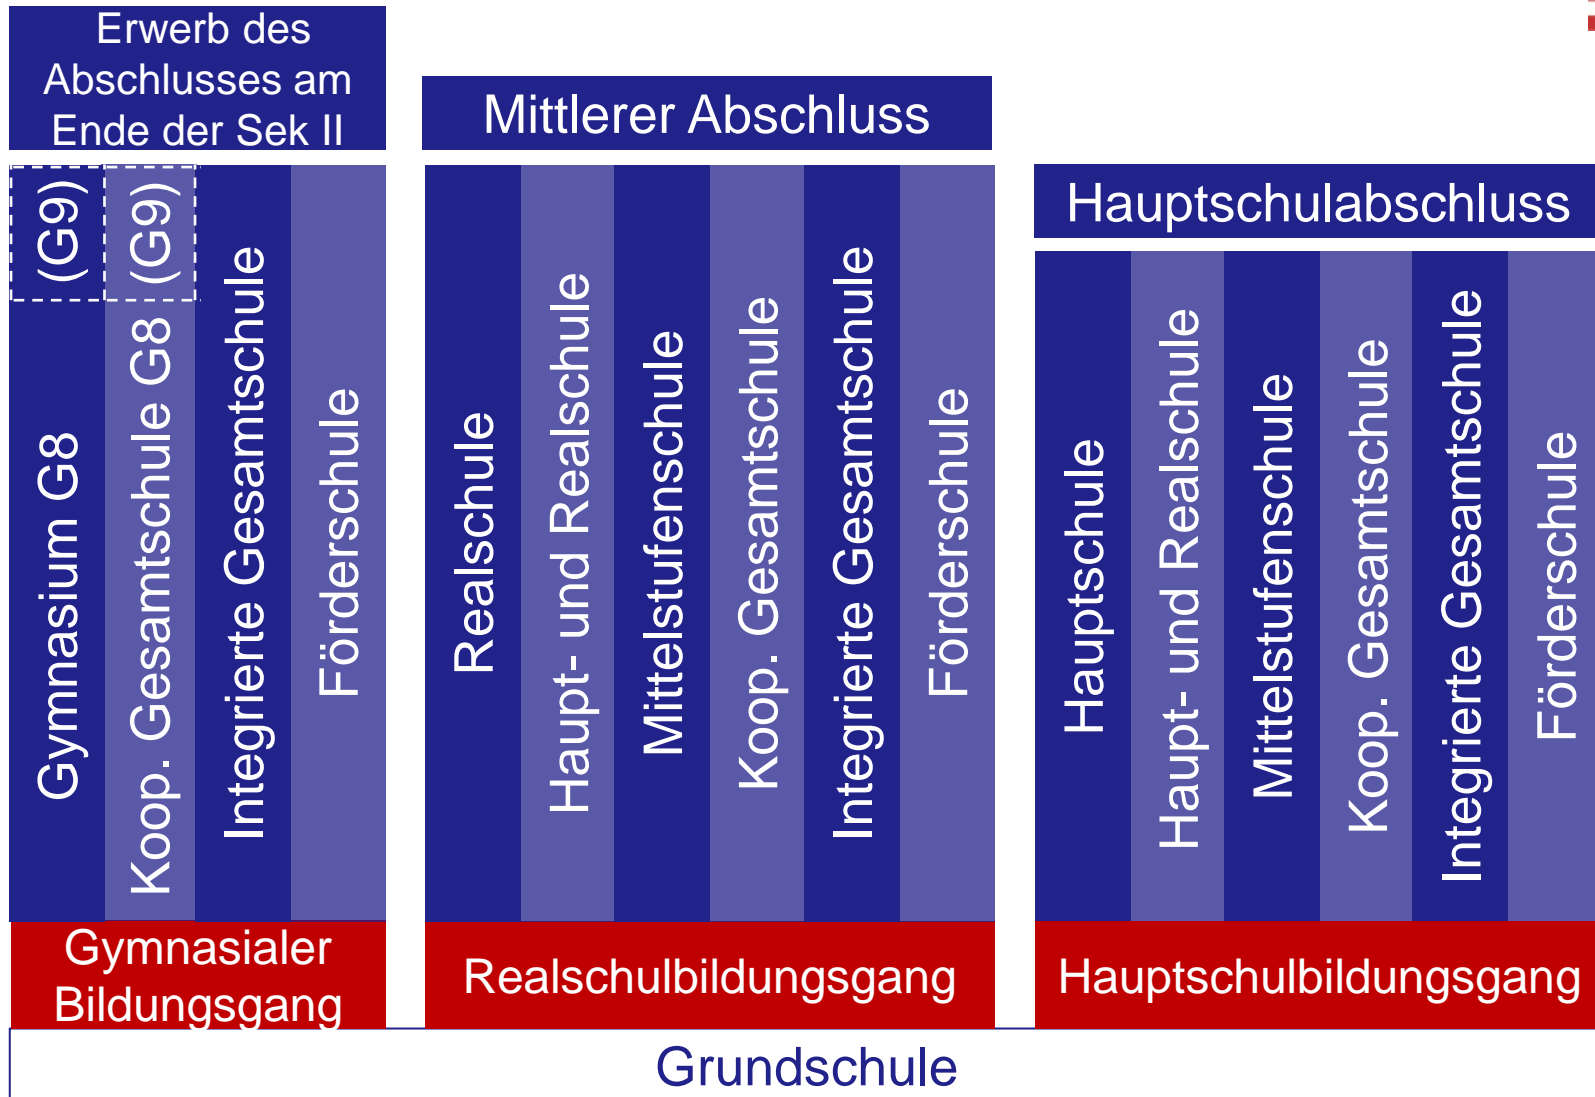 Erwerb des
Abschlusses am
Ende der Sek II
Mittlerer Abschluss
Hauptschulabschluss
Gymnasium G8 (G9)
Koop. Gesamtschule G8 (G9)
Integrierte Gesamtschule
Förderschule
Realschule
Haupt- und Realschule
Mittelstufenschule
Koop. Gesamtschule
Integrierte Gesamtschule
Förderschule
Hauptschule
Haupt- und Realschule
Mittelstufenschule
Koop. Gesamtschule
Integrierte Gesamtschule
Förderschule
Gymnasialer
Bildungsgang
Realschulbildungsgang
Hauptschulbildungsgang
Grundschule